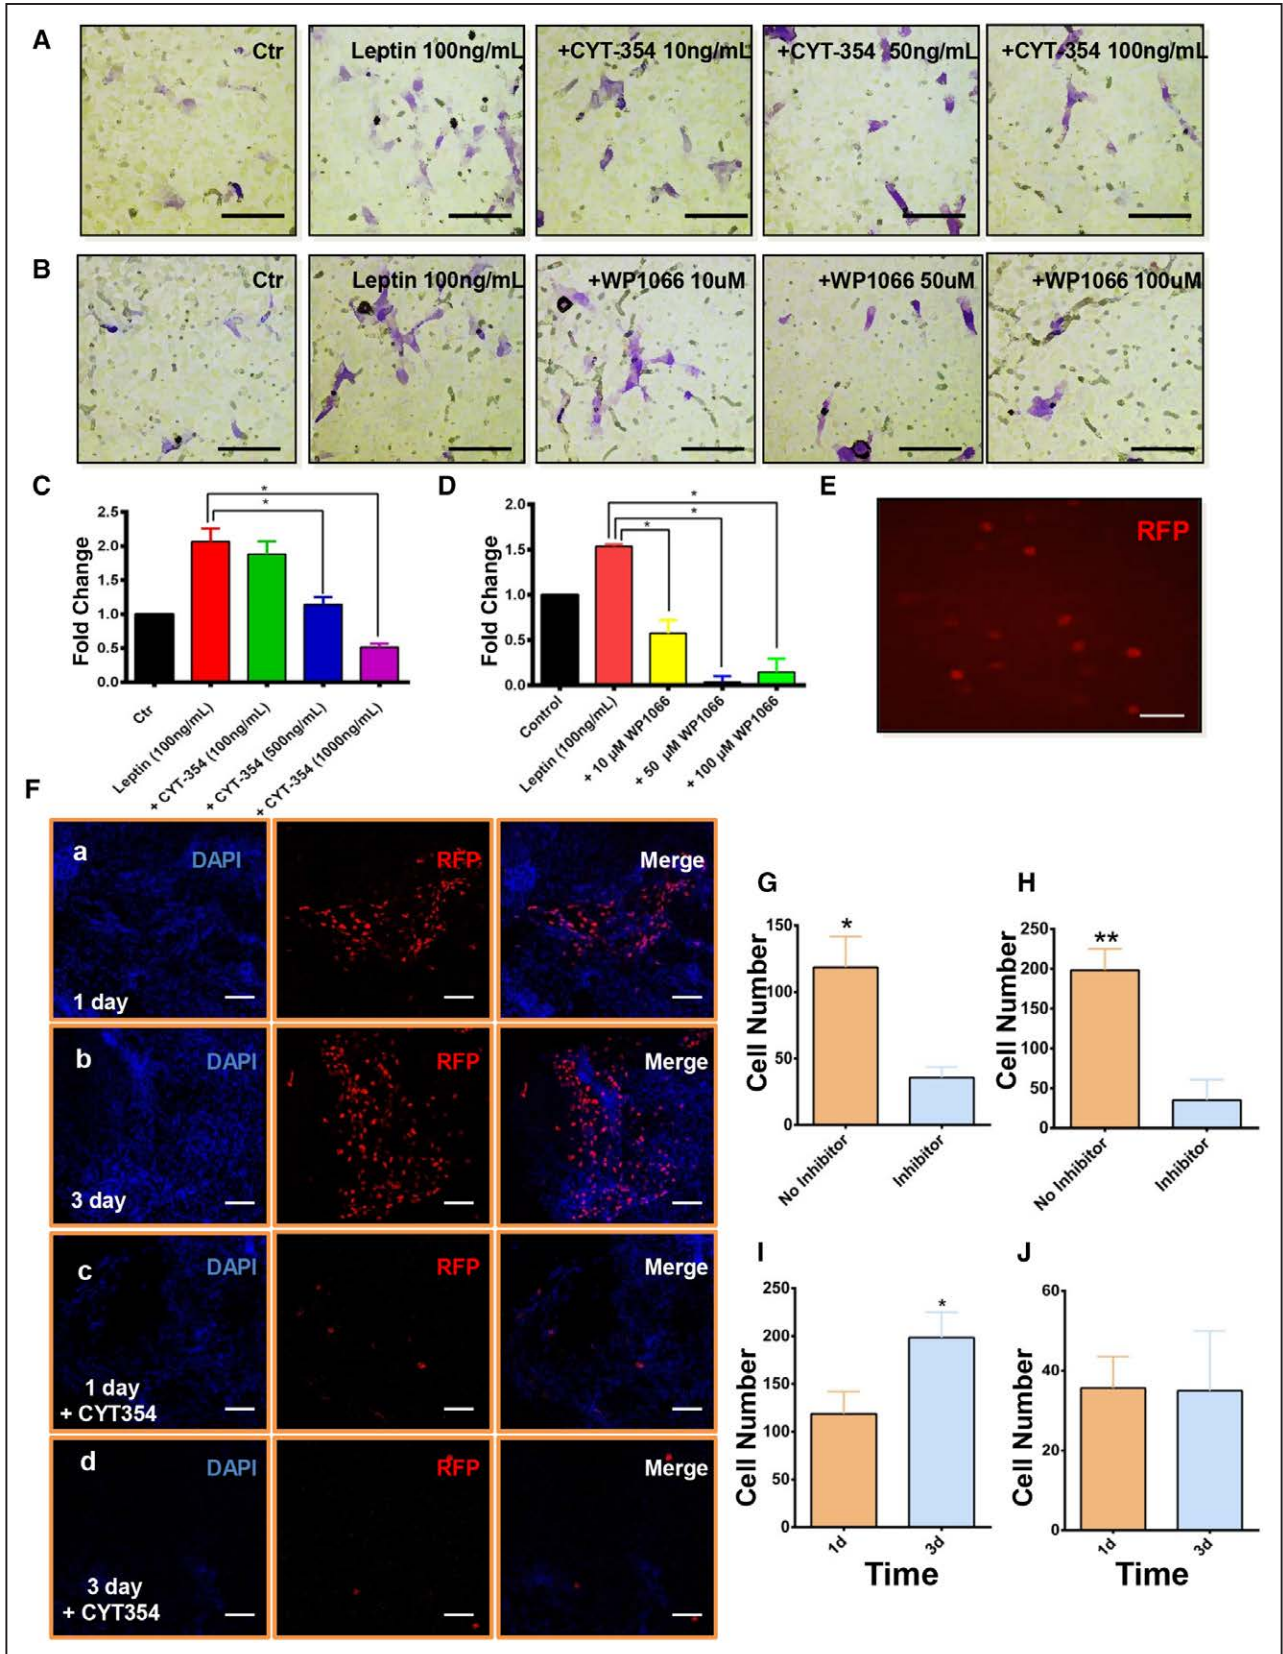 A
Ctr
Leptin 100ng/mL
+CYT-354 10ng/mL
+CYT-354 50ng/mL
+CYT-354 100ng/mL
B
Ctr
Leptin 100ng/mL
+WP1066 10uM
+WP1066 50uM
+WP1066 100uM
C
Fold Change
2.5
2.0
1.5
1.0
0.5
0.0
*
*
Ctr
Leptin (100ng/mL)
+ CYT-354 (100ng/mL)
+ CYT-354 (500ng/mL)
+ CYT-354 (1000ng/mL)
D
Fold Change
2.0
1.5
1.0
0.5
0.0
*
*
*
Control
Leptin (100ng/mL)
+ 10 µM WP1066
+ 50 µM WP1066
+ 100 µM WP1066
E
RFP
F
a
DAPI
1 day
RFP
Merge
b
DAPI
3 day
RFP
Merge
c
DAPI
1 day
+ CYT354
RFP
Merge
d
DAPI
3 day
+ CYT354
RFP
Merge
G
Cell Number
150
100
50
0
*
No Inhibitor
Inhibitor
H
Cell Number
250
200
150
100
50
0
**
No Inhibitor
Inhibitor
I
Cell Number
250
200
150
100
50
0
*
1d
3d
Time
J
Cell Number
60
40
20
0
1d
3d
Time